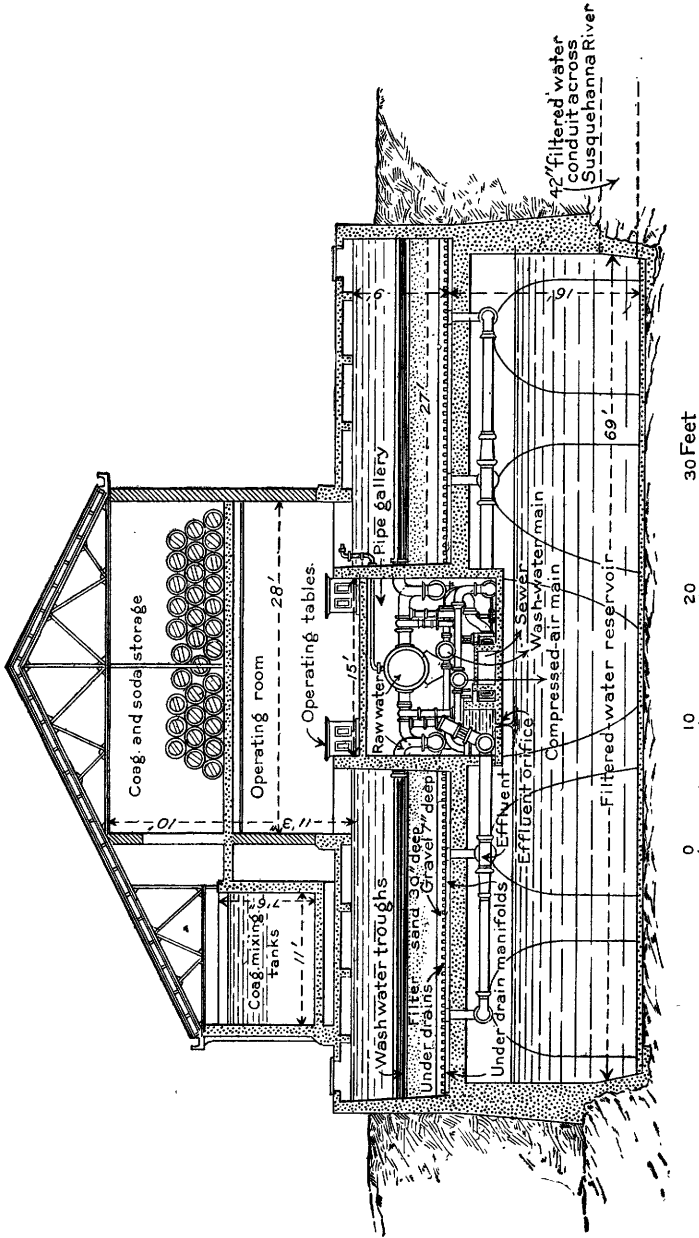 Coag. and soda storage
10'
Operating room
28'
11'3"
Coag. mixing
tanks
7'6"
11'
Operating tables.
15'
Raw water
Pipe gallery
9'
27'
16'
Wash water troughs
Filter sand 30" deep
Gravel 7" deep
Under drains
Under drain manifolds
Effluent
Effluent orifice
Sewer
Wash-water main
Compressed-air main
Filtered-water reservoir
69'
42" filtered water
conduit across
Susquehanna River
0 10 20 30 Feet